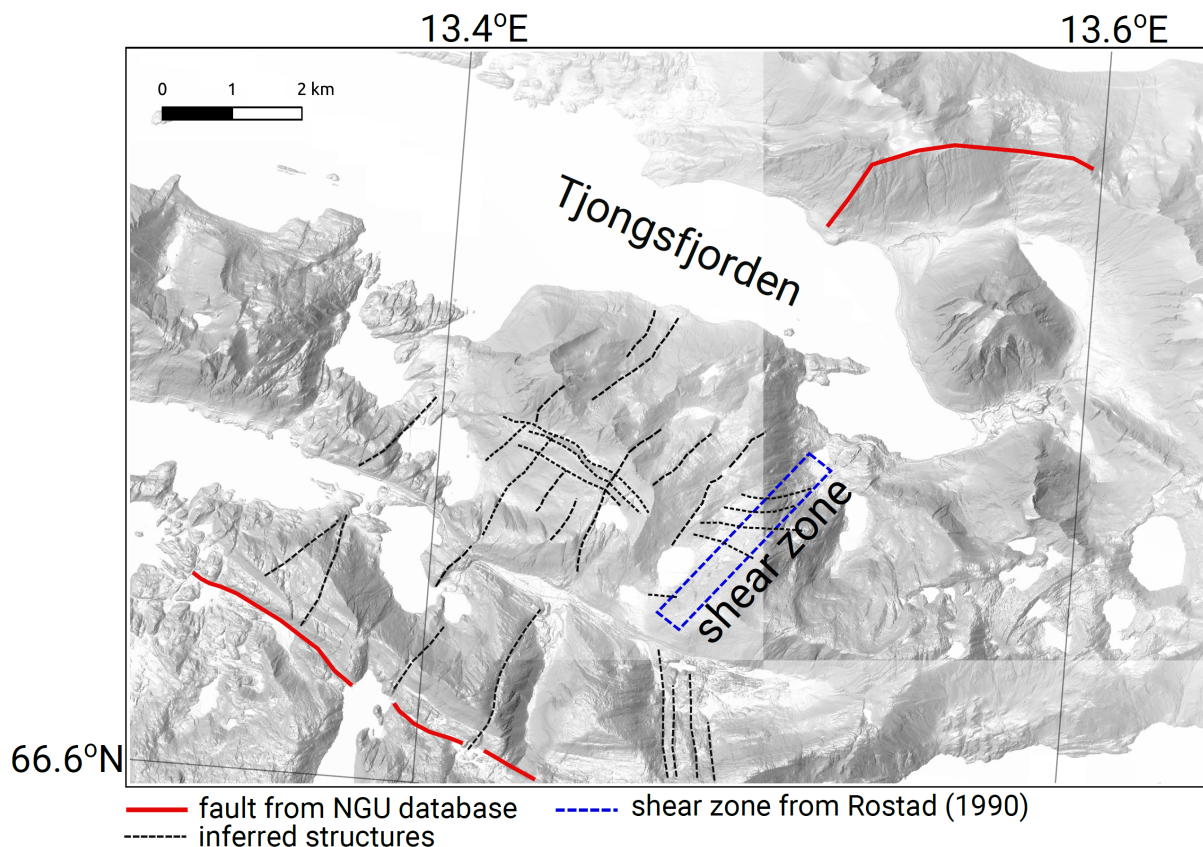 13.4°E
13.6°E
0 1 2 km
Tjongsfjorden
shear zone
66.6°N
fault from NGU database
shear zone from Rostad (1990)
inferred structures